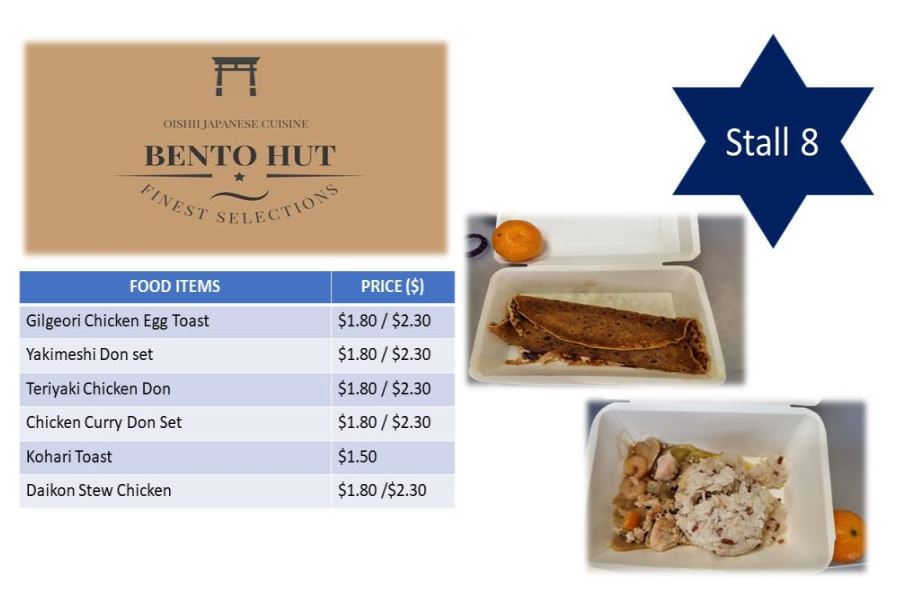 OISHII JAPANESE CUISINE
BENTO HUT
FINEST SELECTIONS
Stall 8
FOOD ITEMS PRICE ($)
Gilgeori Chicken Egg Toast $1.80 / $2.30
Yakimeshi Don set $1.80 / $2.30
Teriyaki Chicken Don $1.80 / $2.30
Chicken Curry Don Set $1.80 / $2.30
Kohari Toast $1.50
Daikon Stew Chicken $1.80 /$2.30